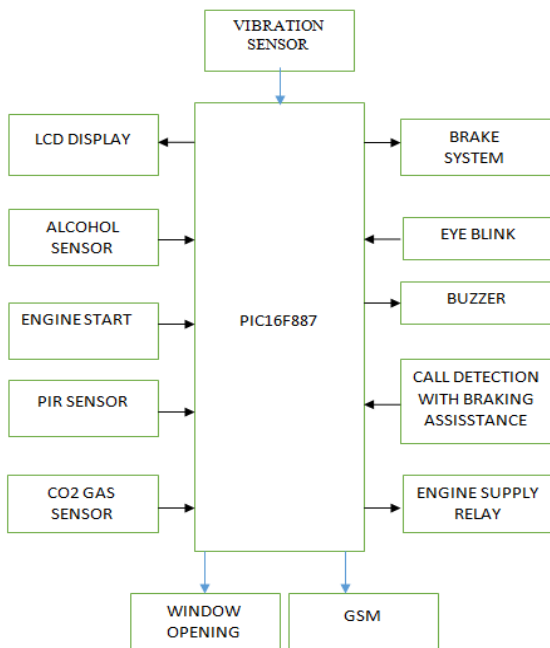 VIBRATION
SENSOR
LCD DISPLAY
BRAKE
SYSTEM
ALCOHOL
SENSOR
EYE BLINK
ENGINE START
PIC16F887
BUZZER
PIR SENSOR
CALL DETECTION
WITH BRAKING
ASSISSTANCE
CO2 GAS
SENSOR
ENGINE SUPPLY
RELAY
WINDOW
OPENING
GSM